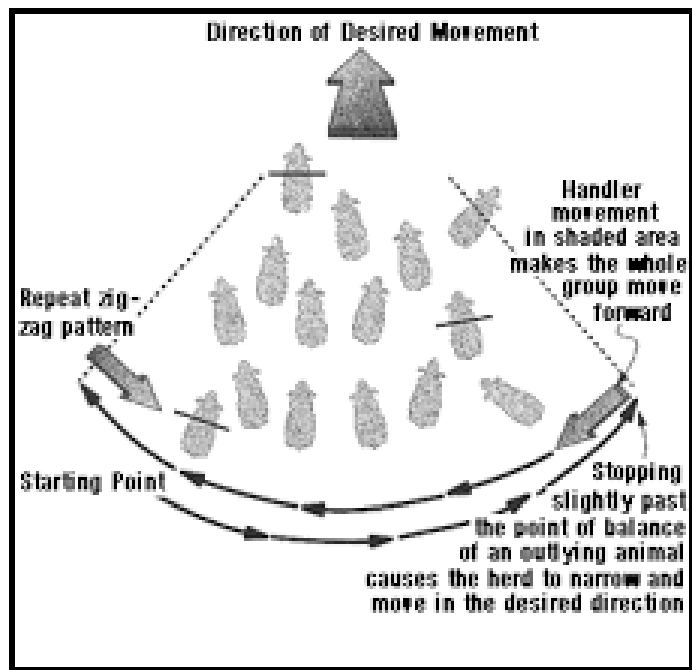 Direction of Desired Movement
Handler
movement
in shaded area
makes the whole
group move
forward
Repeat zig-
zag pattern
Starting Point
Stopping
slightly past
the point of balance
of an outlying animal
causes the herd to narrow and
move in the desired direction